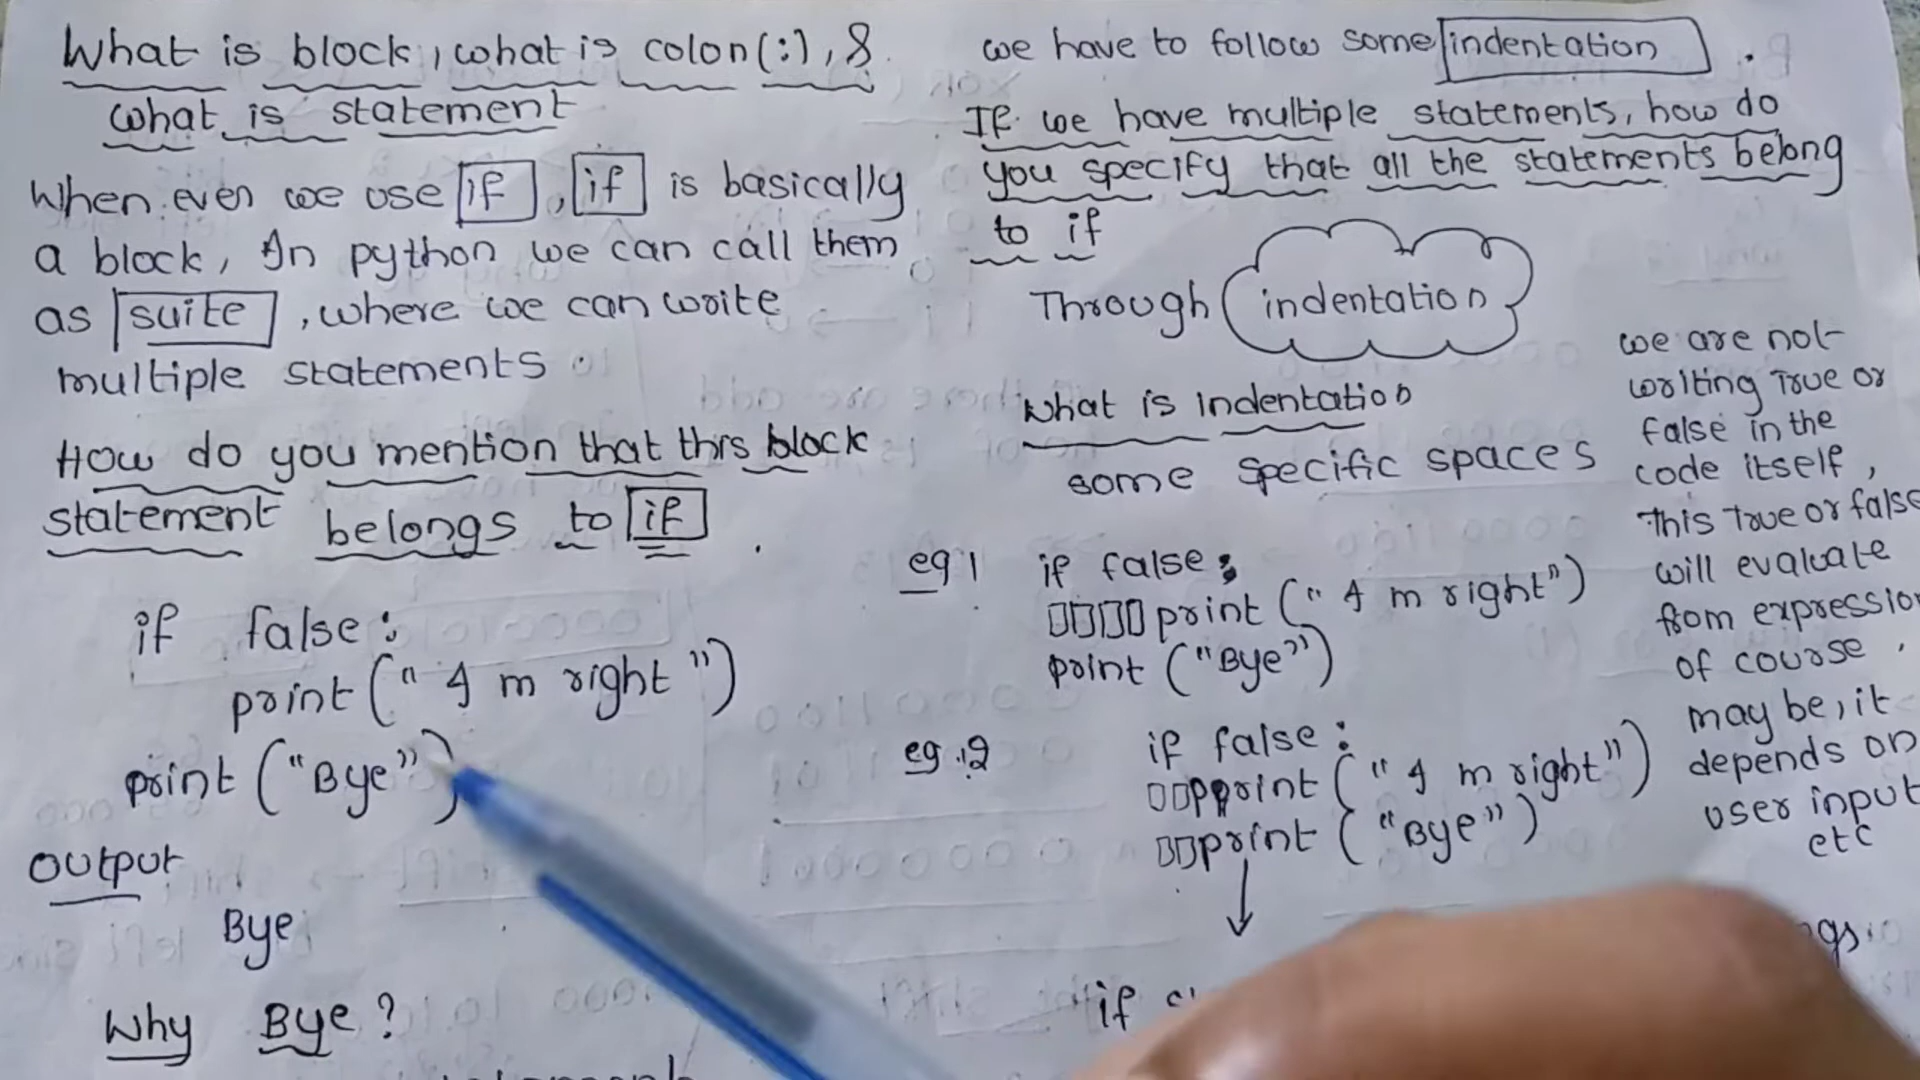 What is block, what is colon(:), &
what is statement
When even we use if, if is basically
a block, In python we can call them
as suite, where we can write
multiple statements.
How do you mention that this block
statement belongs to if.
if false:
print("I m right")
print("Bye")
output
Bye
Why Bye?
we have to follow some indentation.
If we have multiple statements, how do
you specify that all the statements belong
to if
Through indentation
What is indentation
some specific spaces
eg 1 if false:
print("I m right")
print("Bye")
eg.2 if false:
print("I m right")
print("Bye")
if
we are not
writing True or
false in the
code itself,
This True or false
will evaluate
from expression
of course,
may be, it
depends on
user input
etc